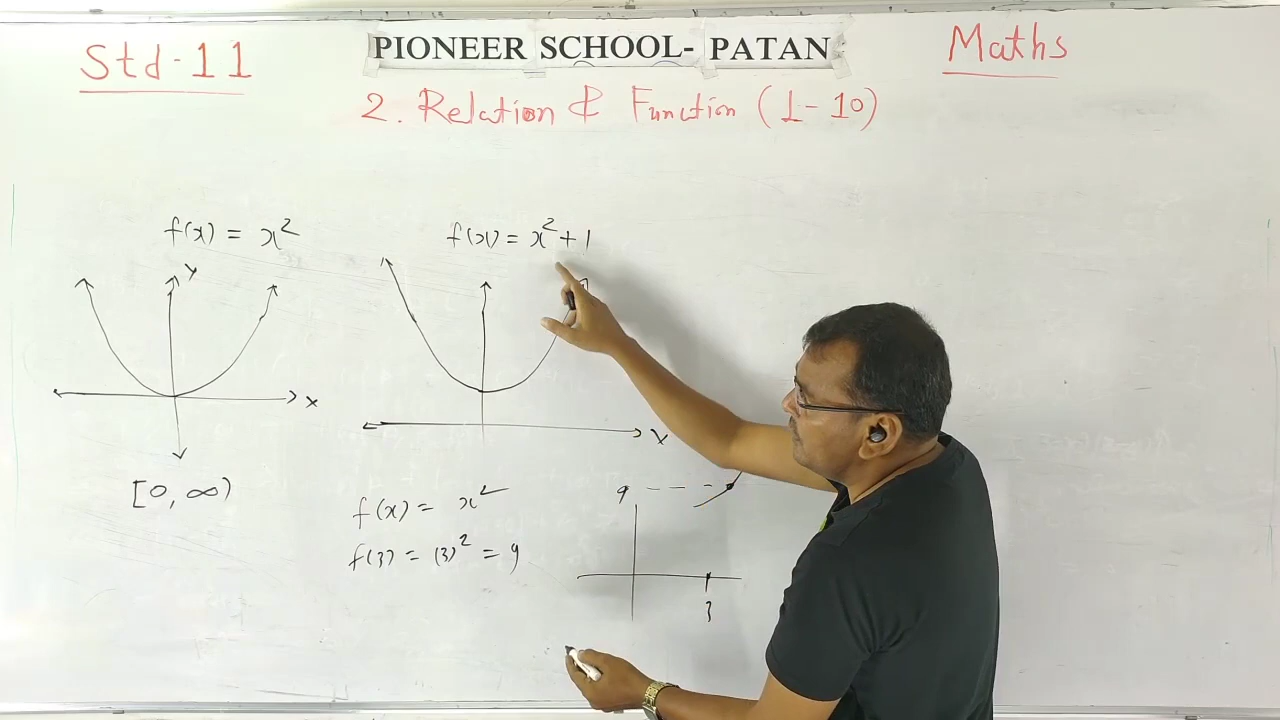 Std-11
PIONEER SCHOOL- PATAN
Maths
2. Relation & Function (1-10)
f(x) = x²
f(x) = x² + 1
y
x
x
[0, ∞)
f(x) = x²
f(3) = (3)² = 9
9
3